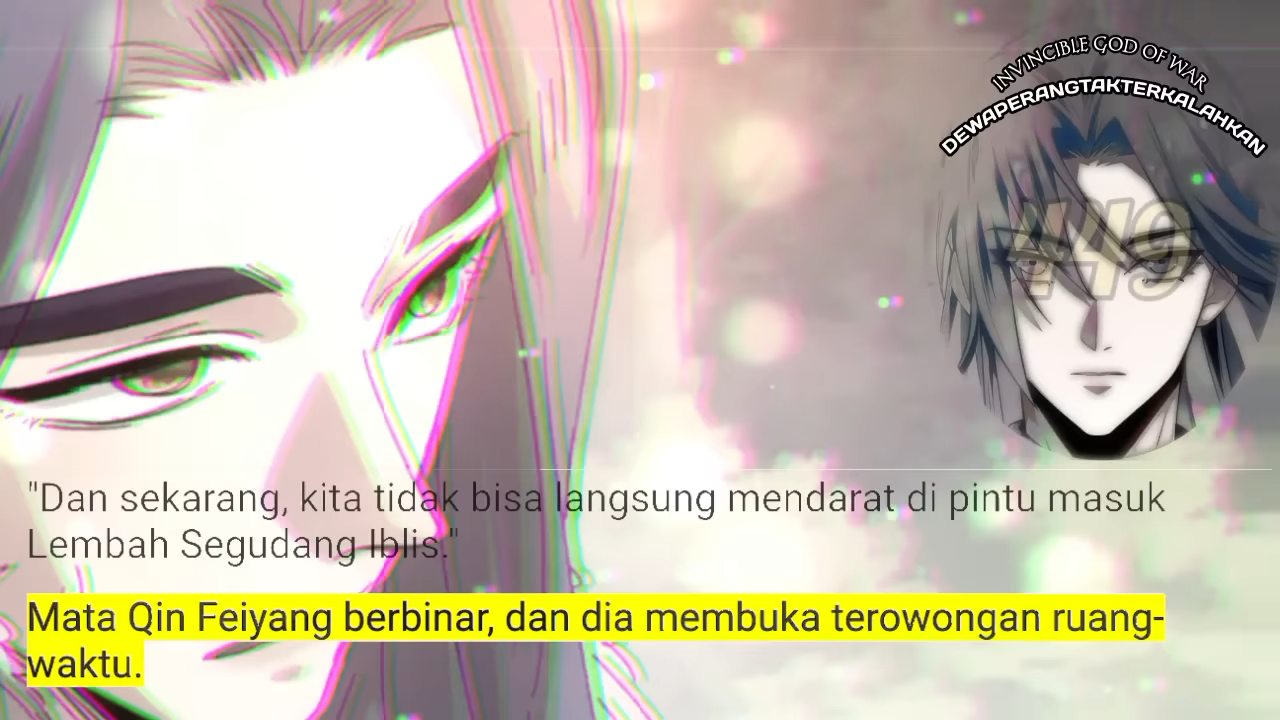 INVINCIBLE GOD OF WAR
DEWAPERANGTAKTERKALAHKAN
"Dan sekarang, kita tidak bisa langsung mendarat di pintu masuk
Lembah Segudang Iblis."
Mata Qin Feiyang berbinar, dan dia membuka terowongan ruang-
waktu.